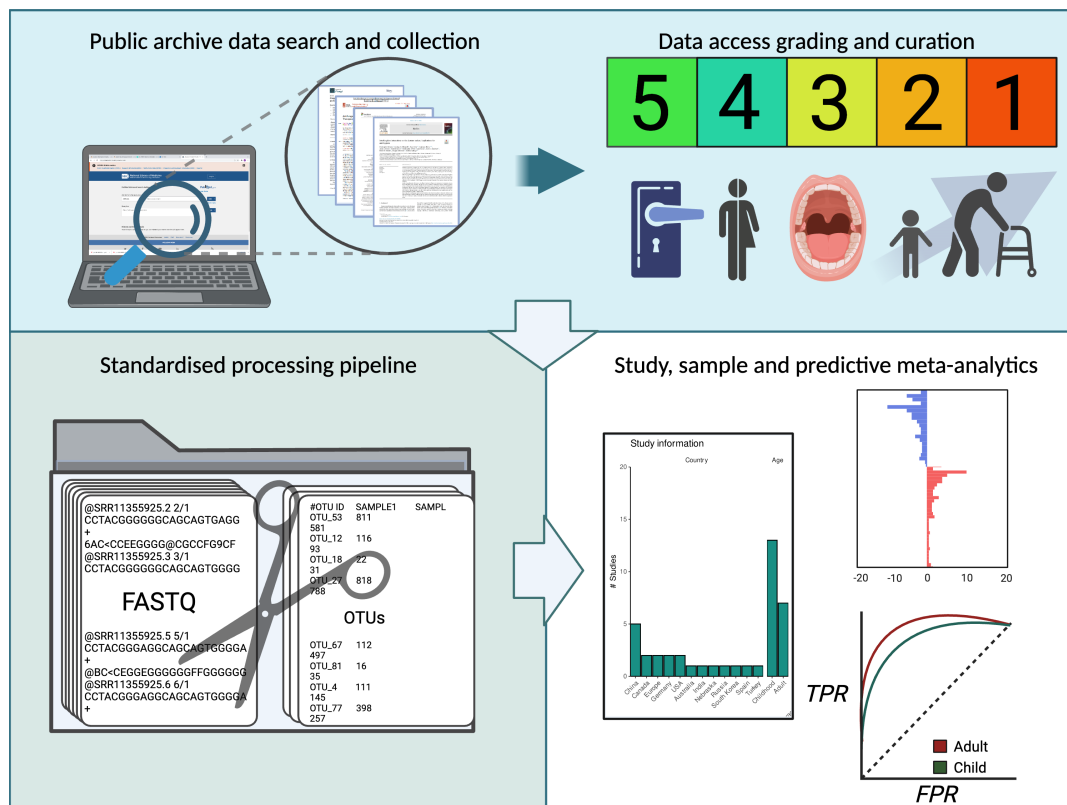 Public archive data search and collection
Data access grading and curation
5 4 3 2 1
Standardised processing pipeline
@SRR11355925.2 2/1
CCTACGGGGGGCAGCAGTGAGG
+
6AC<CCEEGGGG@CGCCFG9CF
@SRR11355925.3 3/1
CCTACGGGGGGCAGCAGTGGGG
FASTQ
@SRR11355925.5 5/1
CCTACGGGAGGCAGCAGTGGGGA
+
@BC<CEGGEGGGGGGFFGGGGGG
@SRR11355925.6 6/1
CCTACGGGAGGCAGCAGTGGGGA
+
#OTU ID SAMPLE1 SAMPL
OTU_53 811
581
OTU_12 116
93
OTU_18 22
31
OTU_27 818
788
OTUs
OTU_67 112
497
OTU_81 16
35
OTU_4 111
145
OTU_77 398
257
Study, sample and predictive meta-analytics
Study information
Country Age
# Studies
20
15
10
5
0
China
Canada
Europe
Germany
USA
Australia
India
Nebraska
Russia
South Korea
Spain
Turkey
Childhood
Adult
-20 -10 0 10 20
TPR
Adult
Child
FPR